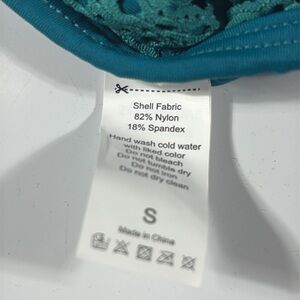 Shell Fabric
82% Nylon
18% Spandex
Hand wash cold water
with liked color
Do not bleach
Do not tumble dry
Do not iron
Do not dry clean
S
Made in China